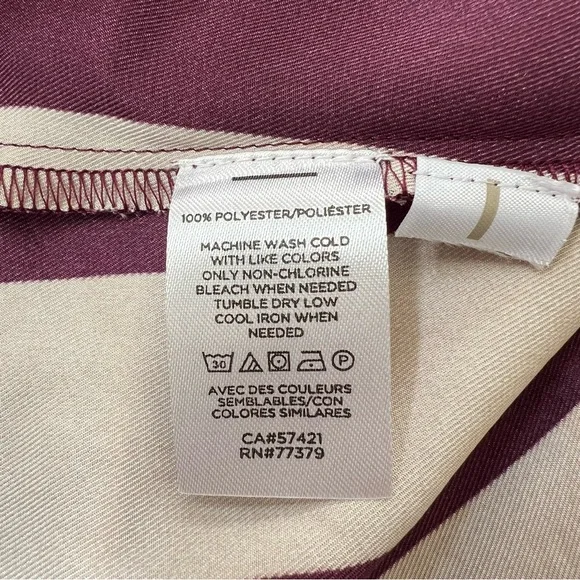 100% POLYESTER/POLIÉSTER
MACHINE WASH COLD
WITH LIKE COLORS
ONLY NON-CHLORINE
BLEACH WHEN NEEDED
TUMBLE DRY LOW
COOL IRON WHEN
NEEDED
30 P
AVEC DES COULEURS
SEMBLABLES/CON
COLORES SIMILARES
CA#57421
RN#77379